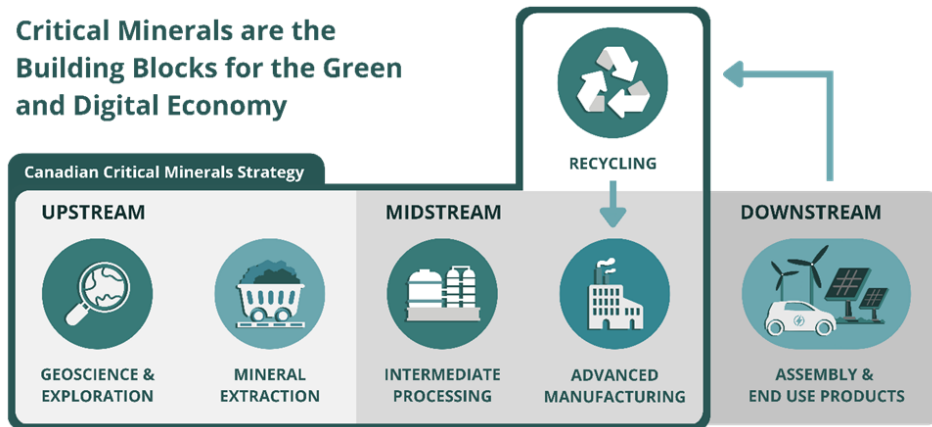 Critical Minerals are the
Building Blocks for the Green
and Digital Economy
RECYCLING
Canadian Critical Minerals Strategy
UPSTREAM
MIDSTREAM
DOWNSTREAM
GEOSCIENCE &
EXPLORATION
MINERAL
EXTRACTION
INTERMEDIATE
PROCESSING
ADVANCED
MANUFACTURING
ASSEMBLY &
END USE PRODUCTS